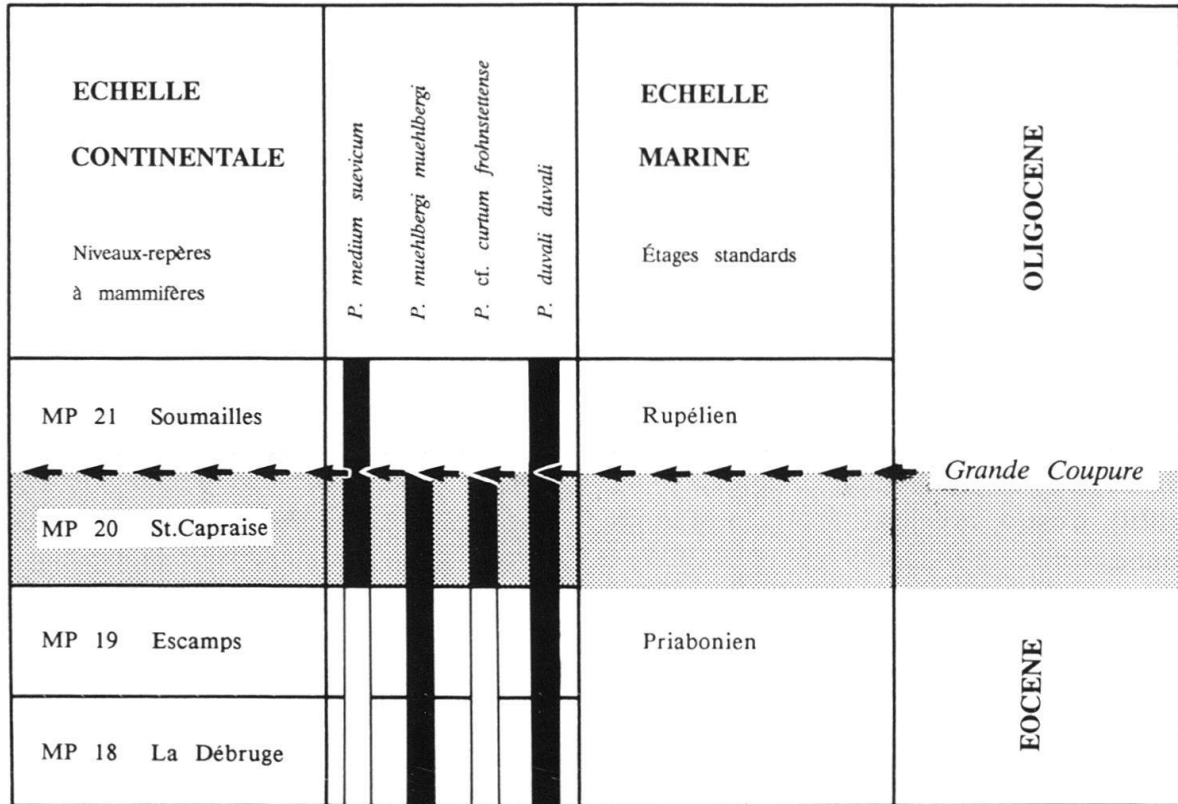 ECHELLE
CONTINENTALE
Niveaux-repères
à mammifères
P. medium suevicum
P. muehlbergi muehlbergi
P. cf. curtum frohnstettense
P. duvali duvali
ECHELLE
MARINE
Étages standards
OLIGOCENE
MP 21 Soumailles
Rupélien
Grande Coupure
MP 20 St.Capraise
MP 19 Escamps
Priabonien
EOCENE
MP 18 La Débruge